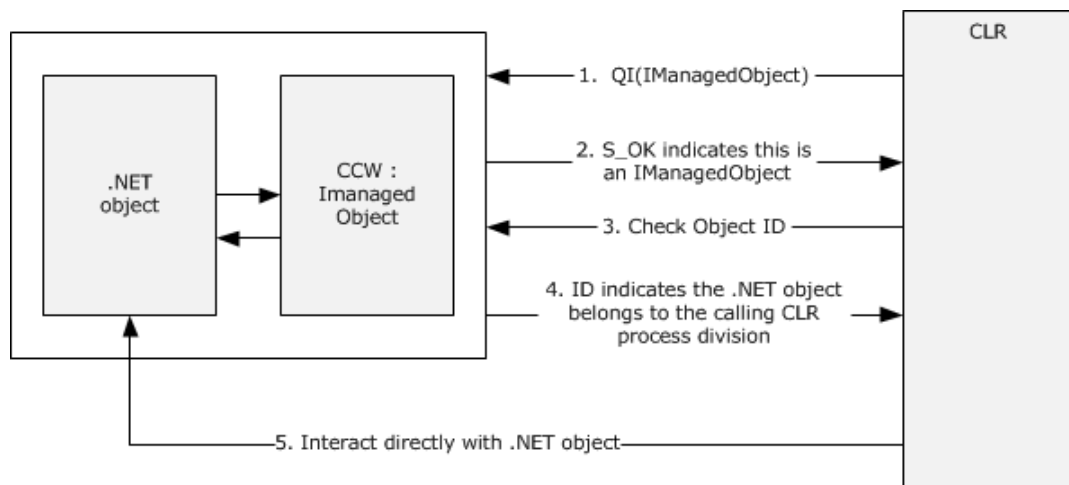 CLR
1. QI(IManagedObject)
2. S_OK indicates this is
an IManagedObject
.NET
object
CCW :
Imanaged
Object
3. Check Object ID
4. ID indicates the .NET object
belongs to the calling CLR
process division
5. Interact directly with .NET object